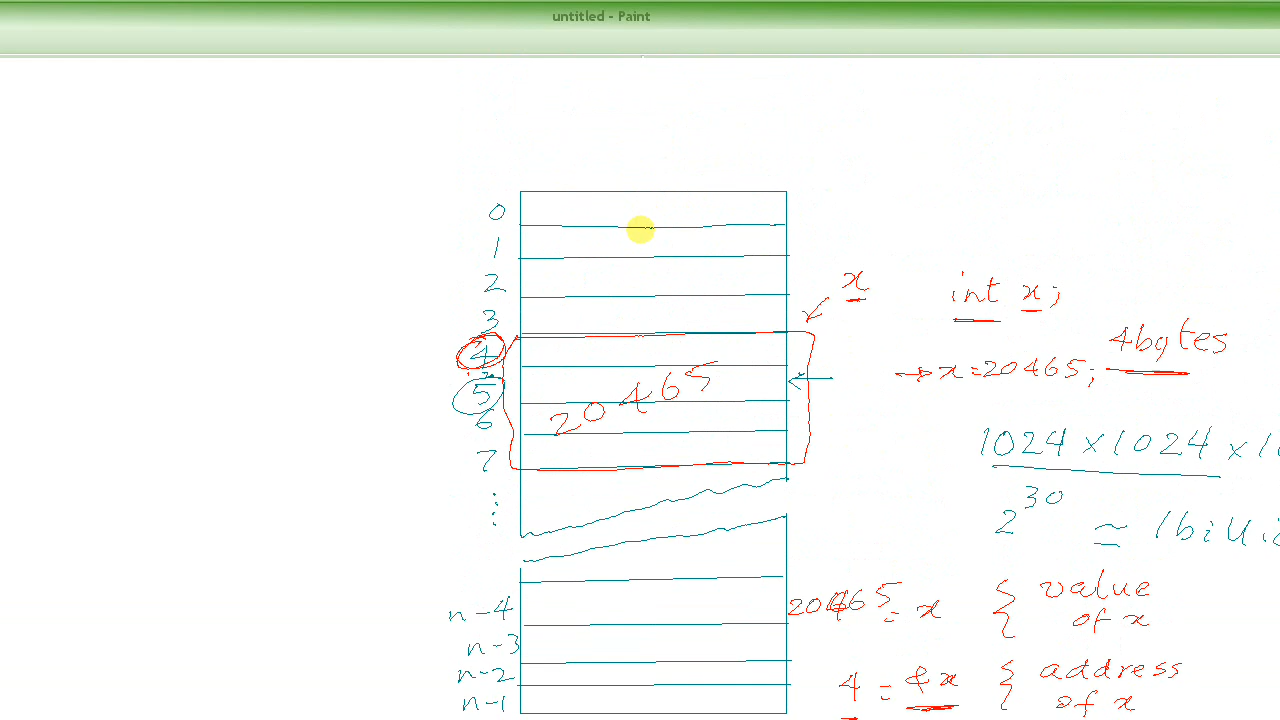 untitled - Paint
0
1
2
3
4
5
6
7
⋮
n-4
n-3
n-2
n-1
20465
x
int x;
4bytes
→ x=20465;
1024 x 1024 x
2^30 ≃ 1billi
20465 = x { value of x
4 = &x { address of x